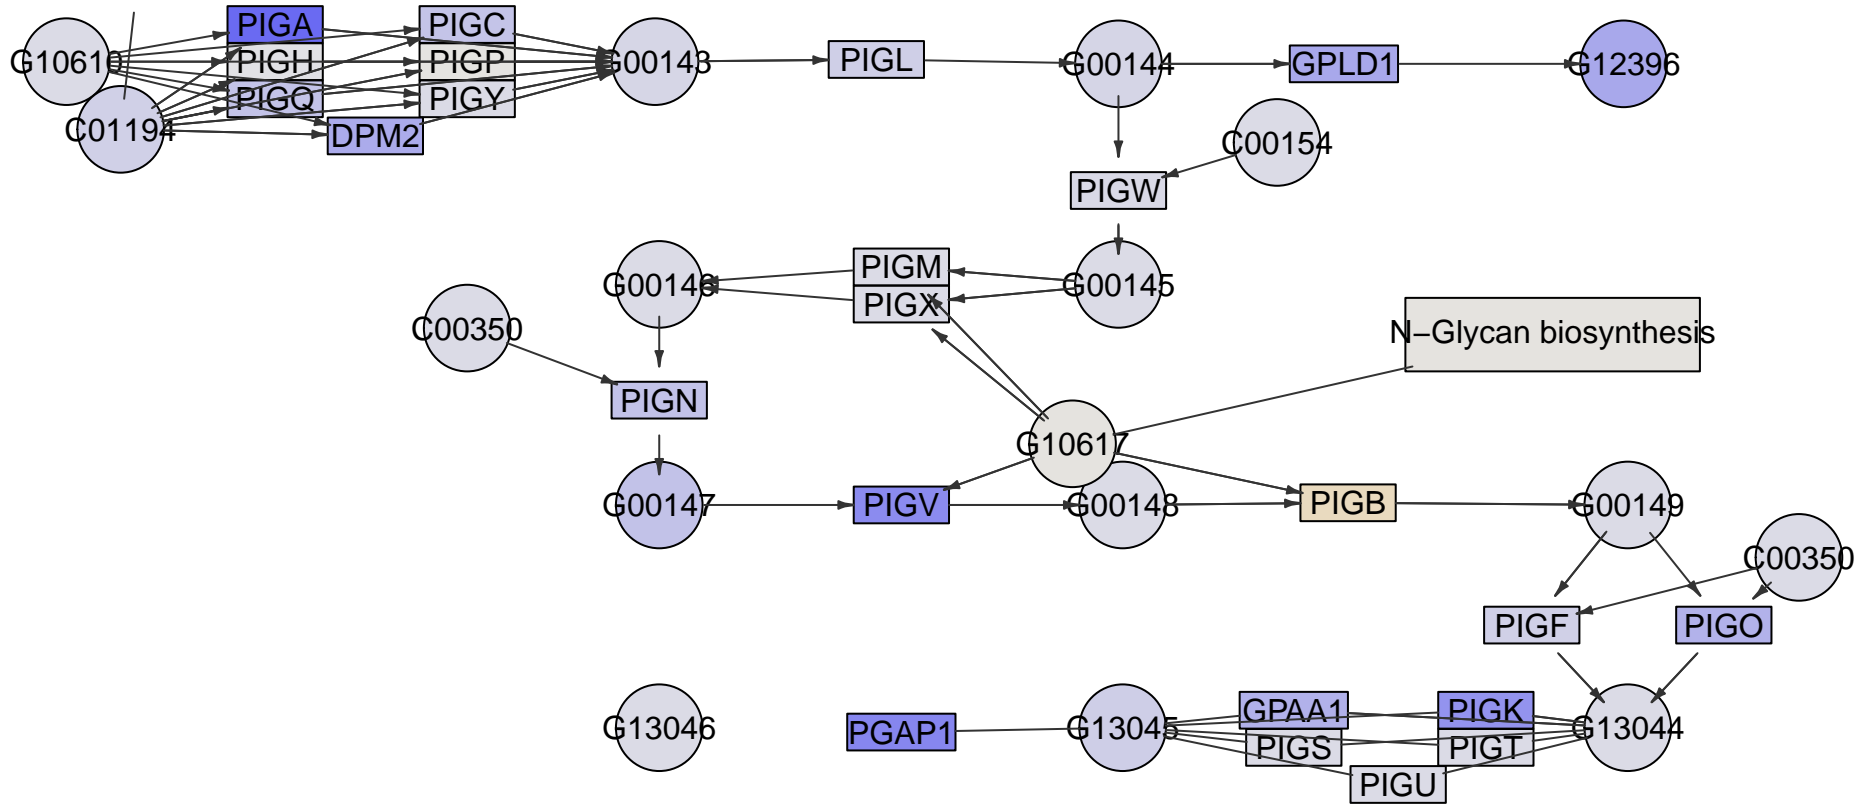 PIGA
PIGC
G10610
PIGH
PIGP
G00143
PIGL
G00144
GPLD1
G12396
PIGQ
PIGY
C01194
DPM2
C00154
PIGW
PIGM
G00146
G00145
PIGX
C00350
N–Glycan biosynthesis
PIGN
G10617
G00147
PIGV
G00148
PIGB
G00149
C00350
PIGF
PIGO
GPAA1
PIGK
G13046
PGAP1
G13045
G13044
PIGS
PIGT
PIGU